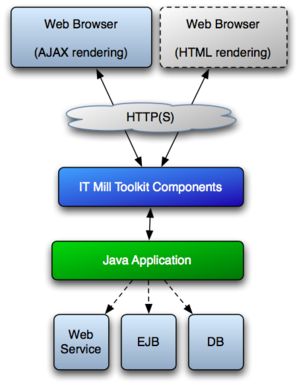 Web Browser
(AJAX rendering)
Web Browser
(HTML rendering)
HTTP(S)
IT Mill Toolkit Components
Java Application
Web
Service
EJB
DB